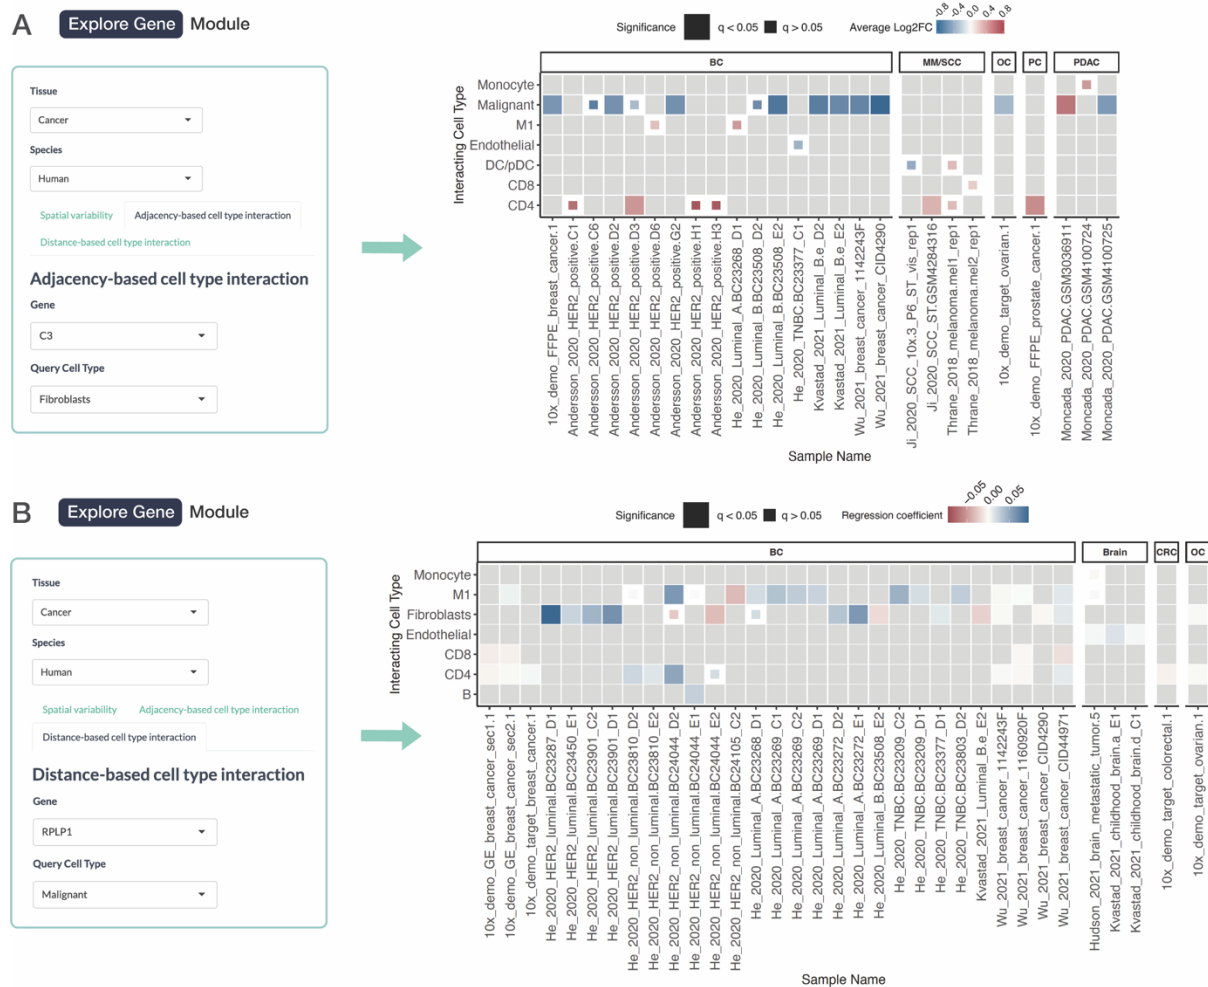 A
Explore Gene Module
Tissue
Cancer
Species
Human
Spatial variability Adjacency-based cell type interaction
Distance-based cell type interaction
Adjacency-based cell type interaction
Gene
C3
Query Cell Type
Fibroblasts
Significance q < 0.05 q > 0.05 Average Log2FC -0.8 -0.4 0.0 0.4 0.8
BC MM/SCC OC PC PDAC
Interacting Cell Type
Monocyte
Malignant
M1
Endothelial
DC/pDC
CD8
CD4
10x_demo_FFPE_breast_cancer.1
Andersson_2020_HER2_positive.C1
Andersson_2020_HER2_positive.C6
Andersson_2020_HER2_positive.D2
Andersson_2020_HER2_positive.D3
Andersson_2020_HER2_positive.D6
Andersson_2020_HER2_positive.G2
Andersson_2020_HER2_positive.H1
Andersson_2020_HER2_positive.H3
He_2020_Luminal_A.BC23268_D1
He_2020_Luminal_B.BC23508_D2
He_2020_Luminal_B.BC23508_E2
He_2020_TNBC.BC23377_C1
Kvastad_2021_Luminal_B.e_D2
Kvastad_2021_Luminal_B.e_E2
Wu_2021_breast_cancer_1142243F
Wu_2021_breast_cancer_CID4290
Ji_2020_SCC_10x.3_P6_ST_vis_rep1
Ji_2020_SCC_ST.GSM4284316
Thrane_2018_melanoma.mel1_rep1
Thrane_2018_melanoma.mel2_rep1
10x_demo_target_ovarian.1
10x_demo_FFPE_prostate_cancer.1
Moncada_2020_PDAC.GSM3036911
Moncada_2020_PDAC.GSM4100724
Moncada_2020_PDAC.GSM4100725
Sample Name
B
Explore Gene Module
Tissue
Cancer
Species
Human
Spatial variability Adjacency-based cell type interaction
Distance-based cell type interaction
Distance-based cell type interaction
Gene
RPLP1
Query Cell Type
Malignant
Significance q < 0.05 q > 0.05 Regression coefficient -0.05 0.00 0.05
BC Brain CRC OC
Interacting Cell Type
Monocyte
M1
Fibroblasts
Endothelial
CD8
CD4
B
10x_demo_GE_breast_cancer_sec1.1
10x_demo_GE_breast_cancer_sec2.1
10x_demo_target_breast_cancer.1
He_2020_HER2_luminal.BC23287_D1
He_2020_HER2_luminal.BC23450_E1
He_2020_HER2_luminal.BC23901_C2
He_2020_HER2_luminal.BC23901_D1
He_2020_HER2_non_luminal.BC23810_D2
He_2020_HER2_non_luminal.BC23810_E2
He_2020_HER2_non_luminal.BC24044_D2
He_2020_HER2_non_luminal.BC24044_E1
He_2020_HER2_non_luminal.BC24044_E2
He_2020_HER2_non_luminal.BC24105_C2
He_2020_Luminal_A.BC23268_D1
He_2020_Luminal_A.BC23269_C1
He_2020_Luminal_A.BC23269_C2
He_2020_Luminal_A.BC23269_D1
He_2020_Luminal_A.BC23272_D2
He_2020_Luminal_A.BC23272_E1
He_2020_Luminal_B.BC23508_E2
He_2020_TNBC.BC23209_C2
He_2020_TNBC.BC23209_D1
He_2020_TNBC.BC23377_D1
He_2020_TNBC.BC23803_D2
Kvastad_2021_Luminal_B.e_E2
Wu_2021_breast_cancer_1142243F
Wu_2021_breast_cancer_1160920F
Wu_2021_breast_cancer_CID4290
Wu_2021_breast_cancer_CID44971
Hudson_2021_brain_metastatic_tumor.5
Kvastad_2021_childhood_brain.a_E1
Kvastad_2021_childhood_brain.d_C1
10x_demo_target_colorectal.1
10x_demo_target_ovarian.1
Sample Name